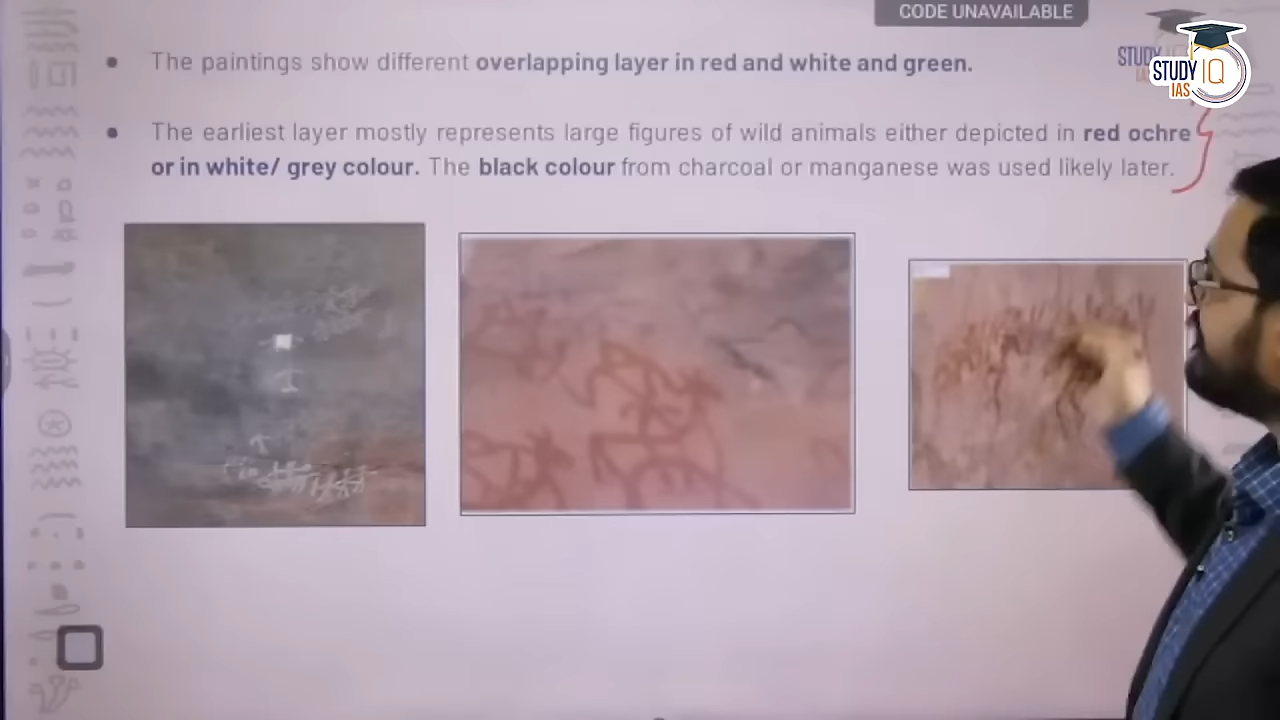 CODE UNAVAILABLE
STUDY
STUDY IQ
IAS
The paintings show different overlapping layer in red and white and green.
The earliest layer mostly represents large figures of wild animals either depicted in red ochre
or in white/ grey colour. The black colour from charcoal or manganese was used likely later.